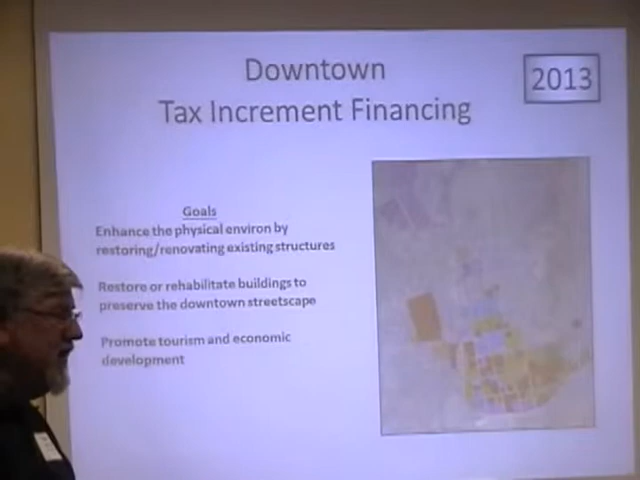 Downtown
Tax Increment Financing
2013
Goals
Enhance the physical environ by
restoring/renovating existing structures
Restore or rehabilitate buildings to
preserve the downtown streetscape
Promote tourism and economic
development